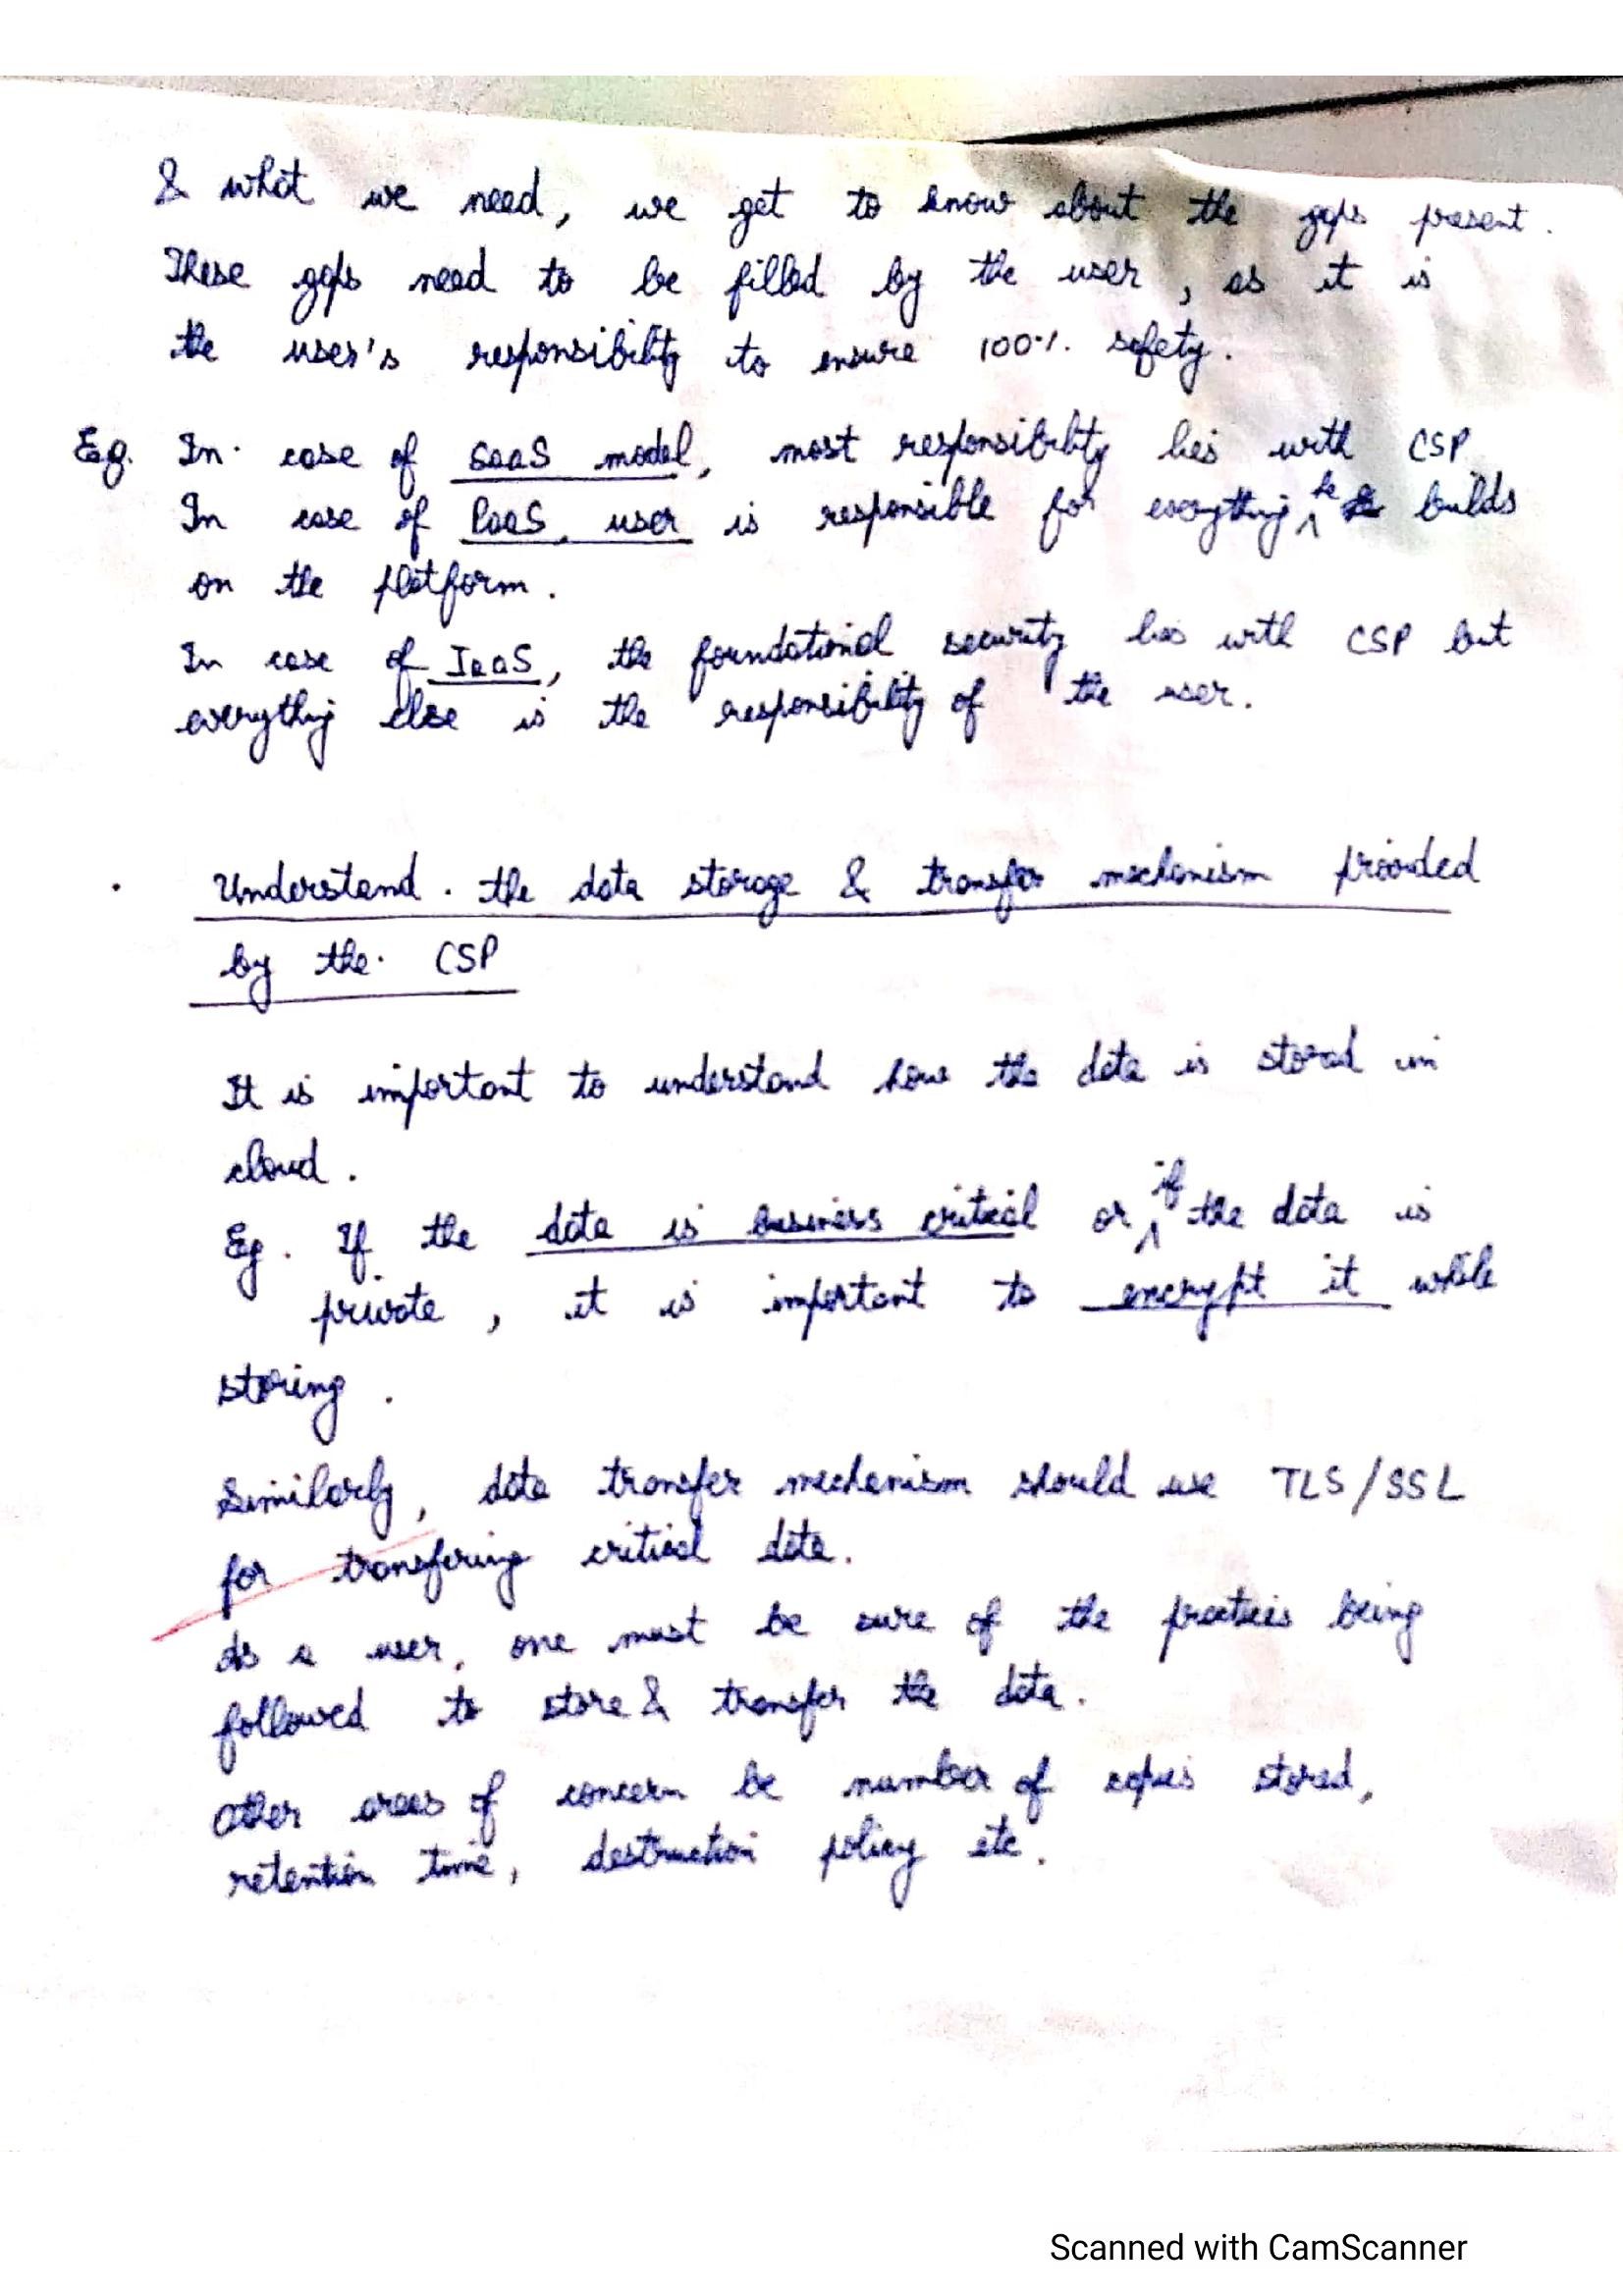 & what we need, we get to know about the gaps present.
These gaps need to be filled by the user, as it is
the user's responsibility to ensure 100% safety.
Eg. In case of SaaS model, most responsibility lies with CSP.
In case of PaaS, user is responsible for everything he builds
on the platform.
In case of IaaS, the foundational security lies with CSP but
everything else is the responsibility of the user.
. Understand the data storage & transfer mechanism provided
by the CSP
It is important to understand how the data is stored in
cloud.
Eg. If the data is business critical or if the data is
private, it is important to encrypt it while
storing.
Similarly, data transfer mechanism should use TLS/SSL
for transfering critical data.
As a user, one must be sure of the practices being
followed to store & transfer the data.
Other areas of concern be number of copies stored,
retention time, destruction policy etc.
Scanned with CamScanner